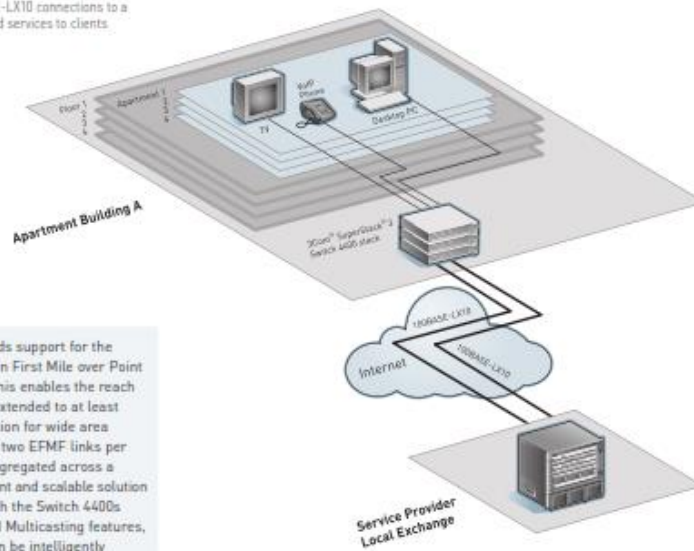 -LX10 connections to a
d services to clients
Floor 1
2
3
4
Apartment 1
2
3
4
TV
VoIP
Phone
Desktop PC
Apartment Building A
3Com® SuperStack® 3
Switch 4400 stack
100BASE-LX10
100BASE-LX10
Internet
ds support for the
n First Mile over Point
his enables the reach
xtended to at least
ion for wide area
two EFMF links per
gregated across a
nt and scalable solution
h the Switch 4400s
d Multicasting features,
n be intelligently
Service Provider
Local Exchange